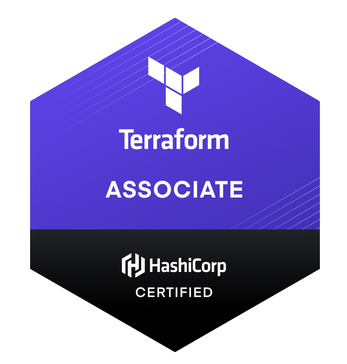 Terraform
ASSOCIATE
HashiCorp
CERTIFIED